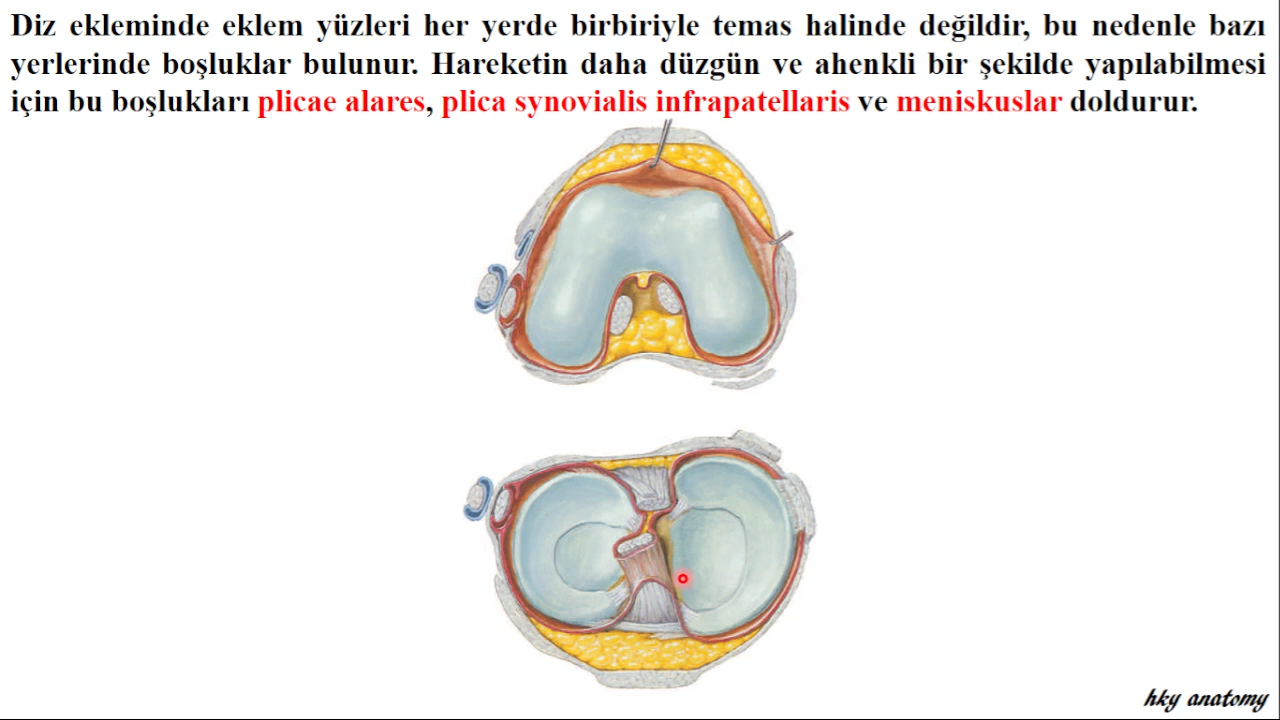 Diz ekleminde eklem yüzleri her yerde birbiriyle temas halinde değildir, bu nedenle bazı
yerlerinde boşluklar bulunur. Hareketin daha düzgün ve ahenkli bir şekilde yapılabilmesi
için bu boşlukları plicae alares, plica synovialis infrapatellaris ve meniskuslar doldurur.
hky anatomy